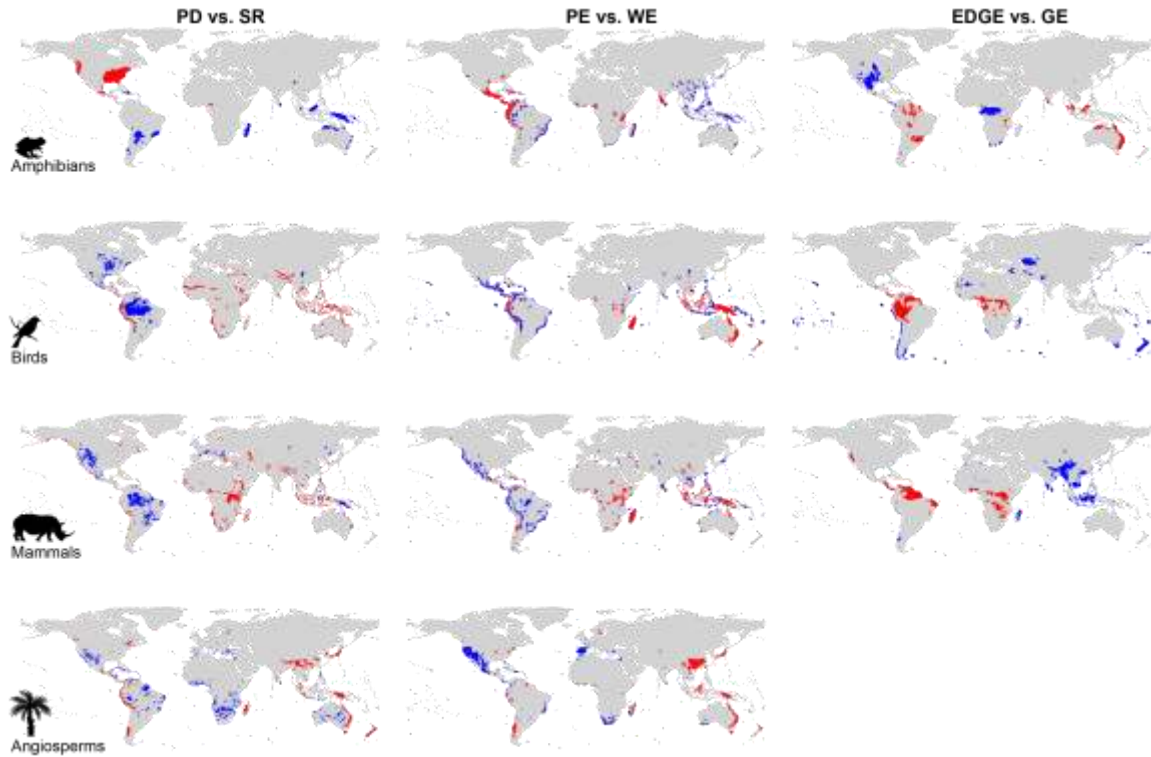 PD vs. SR
PE vs. WE
EDGE vs. GE
Amphibians
Birds
Mammals
Angiosperms